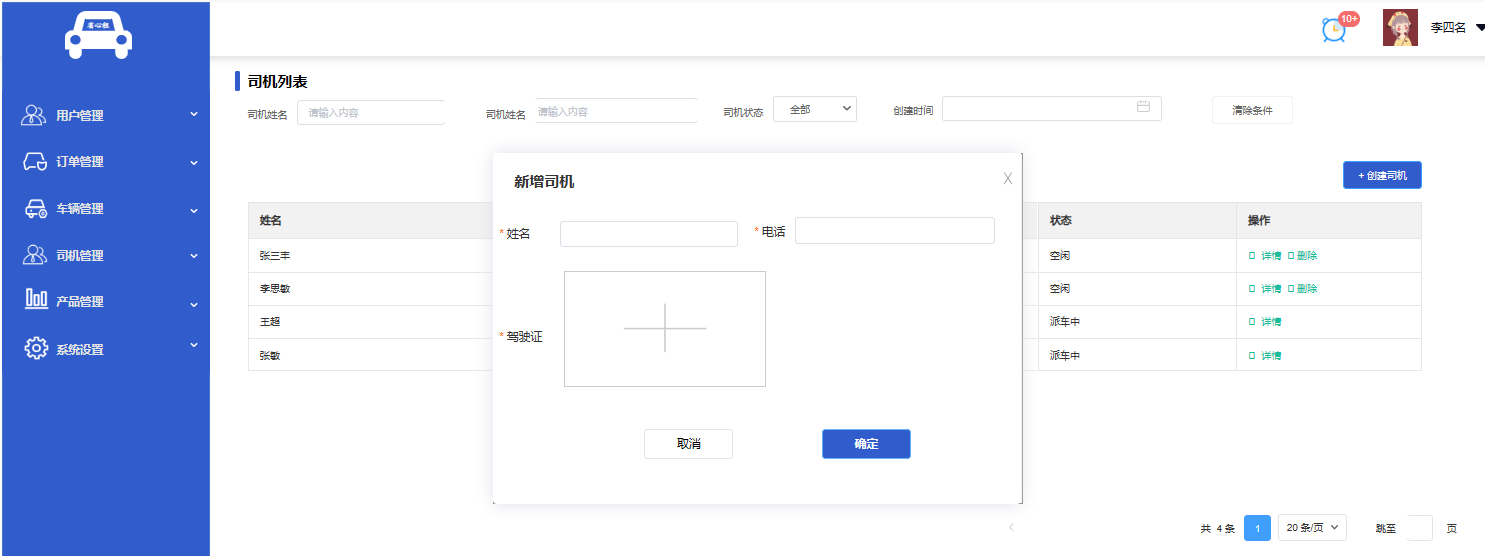 省心租
10+
李四名
用户管理
订单管理
车辆管理
司机管理
产品管理
系统设置
司机列表
司机姓名 请输入内容 司机姓名 请输入内容 司机状态 全部 创建时间 清除条件
+ 创建司机
新增司机 X
* 姓名 * 电话
* 驾驶证
取消 确定
姓名 状态 操作
张三丰 空闲 详情 删除
李思敏 空闲 详情 删除
王超 派车中 详情
张敏 派车中 详情
共 4 条 1 20 条/页 跳至 页